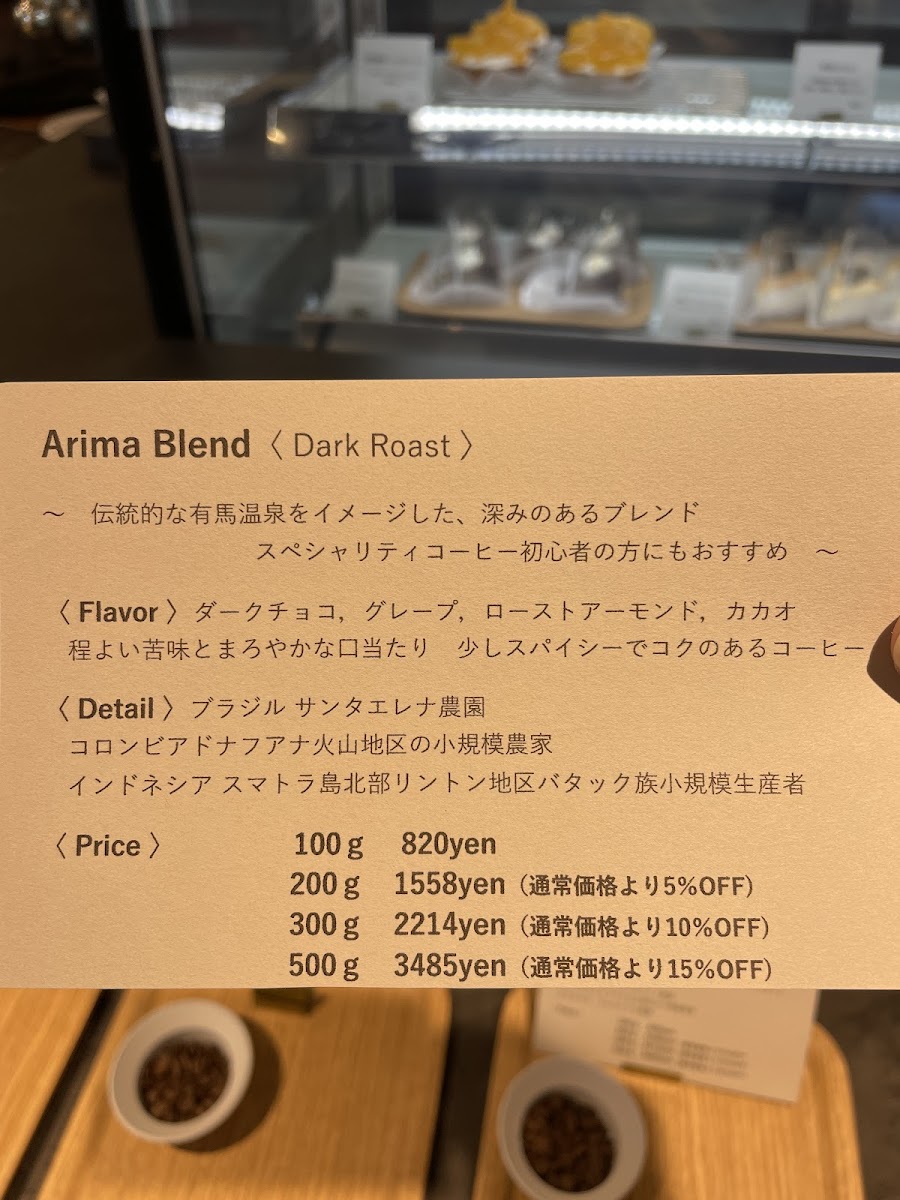 Arima Blend〈 Dark Roast 〉
～　伝統的な有馬温泉をイメージした、深みのあるブレンド
スペシャリティコーヒー初心者の方にもおすすめ　～
〈 Flavor 〉ダークチョコ, グレープ, ローストアーモンド, カカオ
程よい苦味とまろやかな口当たり　少しスパイシーでコクのあるコーヒー
〈 Detail 〉ブラジル サンタエレナ農園
コロンビアドナフアナ火山地区の小規模農家
インドネシア スマトラ島北部リントン地区バタック族小規模生産者
〈 Price 〉 100 g 820yen
200 g 1558yen（通常価格より5%OFF)
300 g 2214yen（通常価格より10%OFF)
500 g 3485yen（通常価格より15%OFF)